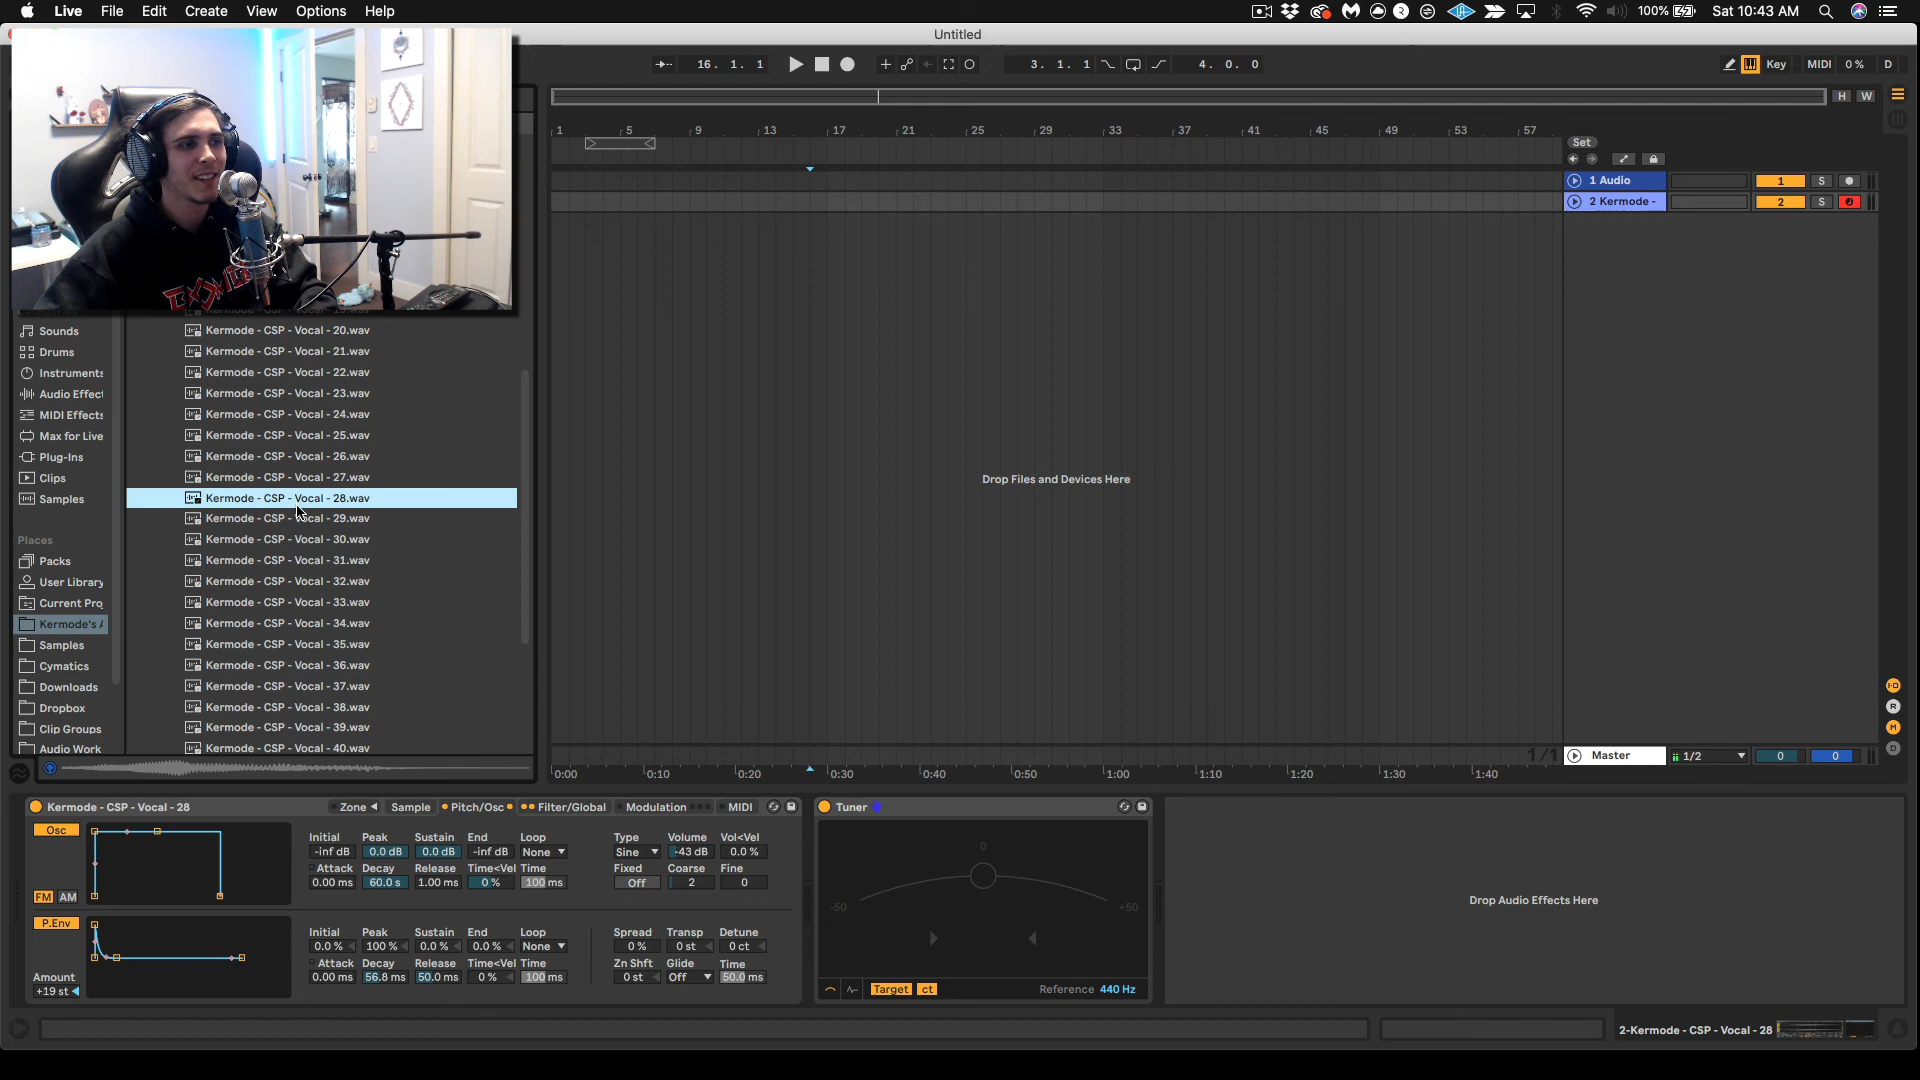 Live File Edit Create View Options Help
100% Sat 10:43 AM
Untitled
16. 1. 1
3. 1. 1
4. 0. 0
Key MIDI 0% D
H W
1 5 9 13 17 21 25 29 33 37 41 45 49 53 57
Set
1 Audio 1 S
2 Kermode - 2 S
Drop Files and Devices Here
Sounds
Drums
Instruments
Audio Effect
MIDI Effects
Max for Live
Plug-Ins
Clips
Samples
Places
Packs
User Library
Current Pro
Kermode's A
Samples
Cymatics
Downloads
Dropbox
Clip Groups
Audio Work
Kermode - CSP - Vocal - 20.wav
Kermode - CSP - Vocal - 21.wav
Kermode - CSP - Vocal - 22.wav
Kermode - CSP - Vocal - 23.wav
Kermode - CSP - Vocal - 24.wav
Kermode - CSP - Vocal - 25.wav
Kermode - CSP - Vocal - 26.wav
Kermode - CSP - Vocal - 27.wav
Kermode - CSP - Vocal - 28.wav
Kermode - CSP - Vocal - 29.wav
Kermode - CSP - Vocal - 30.wav
Kermode - CSP - Vocal - 31.wav
Kermode - CSP - Vocal - 32.wav
Kermode - CSP - Vocal - 33.wav
Kermode - CSP - Vocal - 34.wav
Kermode - CSP - Vocal - 35.wav
Kermode - CSP - Vocal - 36.wav
Kermode - CSP - Vocal - 37.wav
Kermode - CSP - Vocal - 38.wav
Kermode - CSP - Vocal - 39.wav
Kermode - CSP - Vocal - 40.wav
I-O
R
M
D
1/1
Master 1/2 0 0
0:00 0:10 0:20 0:30 0:40 0:50 1:00 1:10 1:20 1:30 1:40
Kermode - CSP - Vocal - 28 Zone Sample Pitch/Osc Filter/Global Modulation MIDI
Osc
Initial Peak Sustain End Loop Type Volume Vol<Vel
-inf dB 0.0 dB 0.0 dB -inf dB None Sine -43 dB 0.0 %
Attack Decay Release Time<Vel Time Fixed Coarse Fine
0.00 ms 60.0 s 1.00 ms 0 % 100 ms Off 2 0
FM AM
P.Env
Initial Peak Sustain End Loop Spread Transp Detune
0.0 % 100 % 0.0 % 0.0 % None 0 % 0 st 0 ct
Attack Decay Release Time<Vel Time Zn Shft Glide Time
0.00 ms 56.8 ms 50.0 ms 0 % 100 ms 0 st Off 50.0 ms
Amount
+19 st
Tuner
0
-50 +50
Target ct Reference 440 Hz
Drop Audio Effects Here
2-Kermode - CSP - Vocal - 28